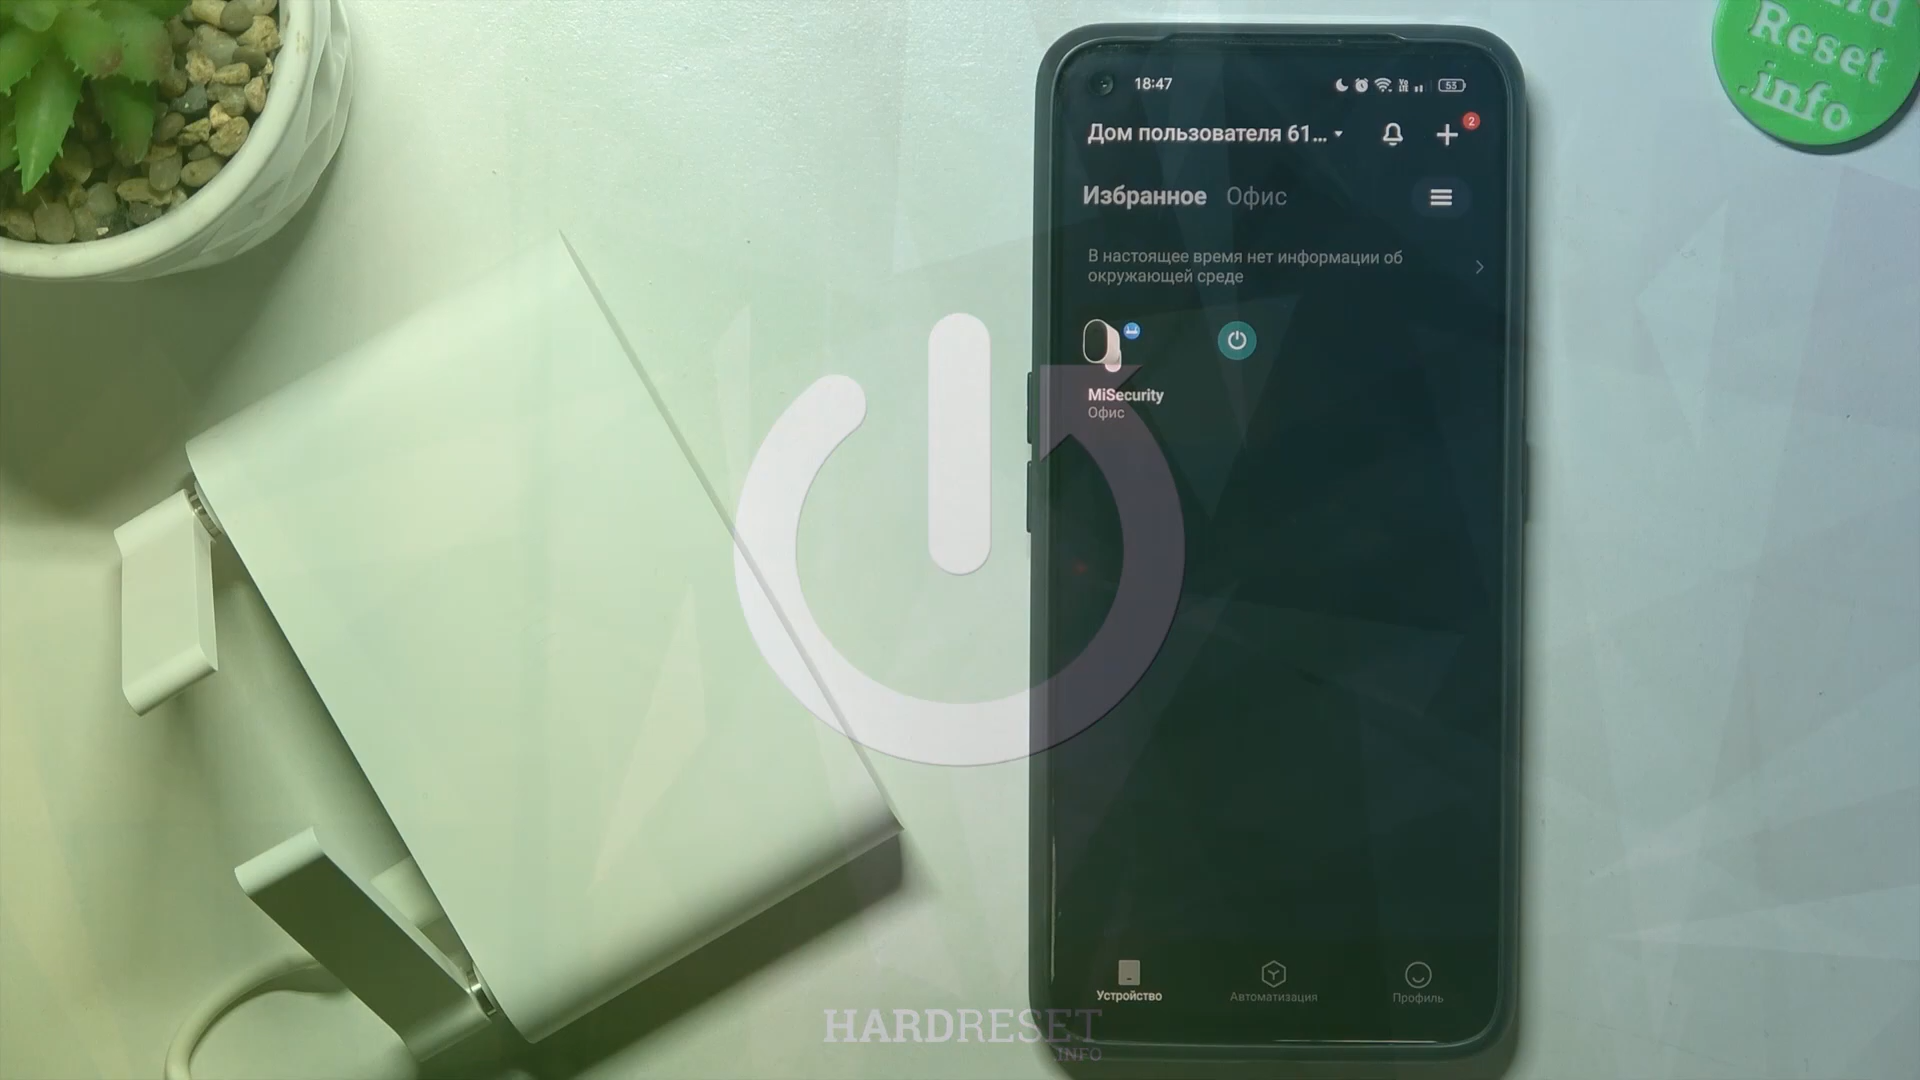 18:47
53
Дом пользователя 61...
2
Избранное Офис
В настоящее время нет информации об
окружающей среде
MiSecurity
Офис
Устройство
Автоматизация
Профиль
Reset
.info
HARDRESET
.INFO